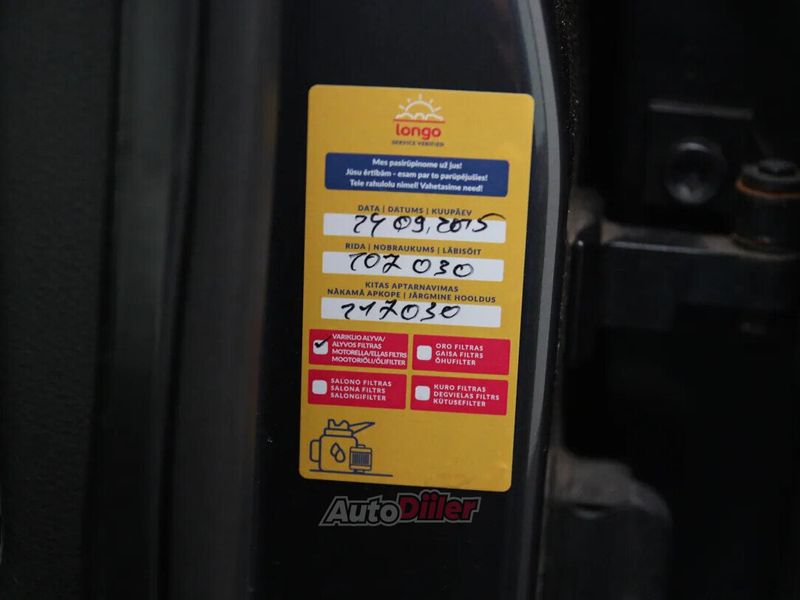 longo
SERVICE VERIFIED
Mes pasirūpinome už jus!
Jūsu ērtībām - esam par to parūpējušies!
Teie rahulolu nimel! Vahetasime need!
DATA | DATUMS | KUUPÄEV
24 09, 2015
RIDA | NOBRAUKUMS | LÄBISÕIT
107 030
KITAS APTARNAVIMAS
NĀKAMĀ APKOPE | JÄRGMINE HOOLDUS
117030
VARIKLIO ALYVA/
ALYVOS FILTRAS
MOTOREĻĻA/EĻĻAS FILTRS
MOOTORIÕLI/ÕLIFILTER
ORO FILTRAS
GAISA FILTRS
ÕHUFILTER
SALONO FILTRAS
SALONA FILTRS
SALONGIFILTER
KURO FILTRAS
DEGVIELAS FILTRS
KÜTUSEFILTER
AutoDiiler